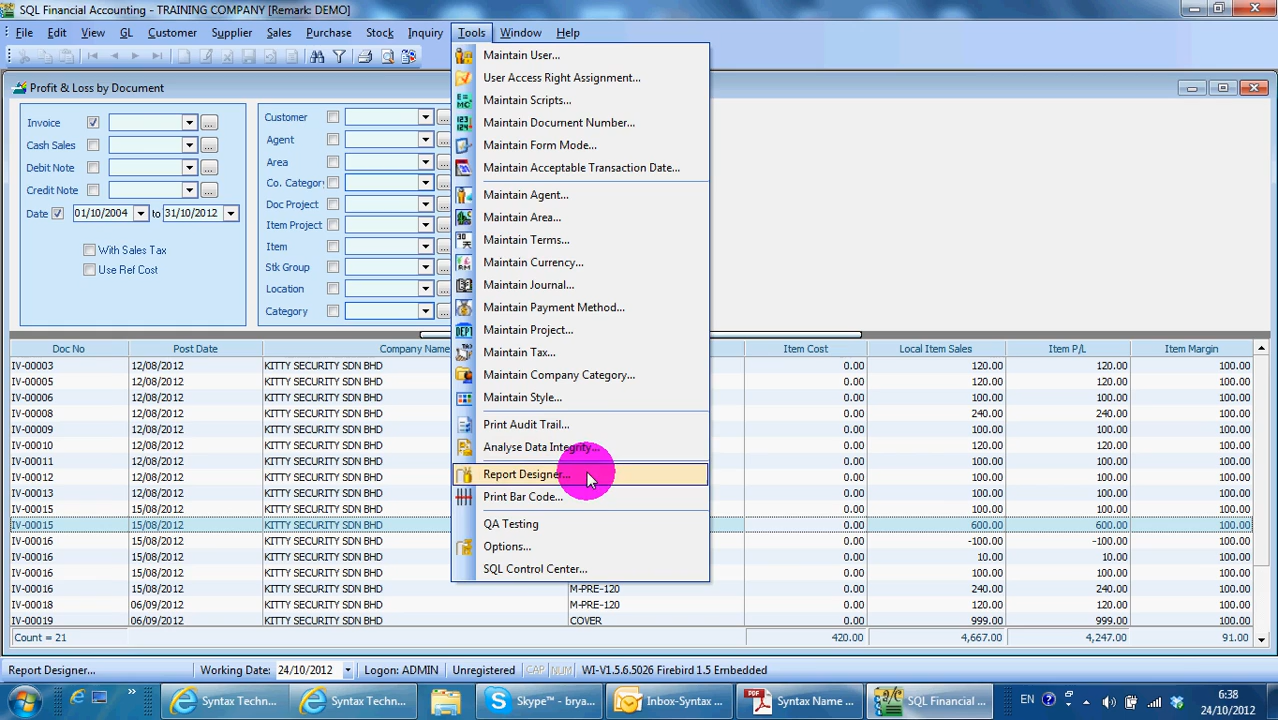 SQL Financial Accounting - TRAINING COMPANY [Remark: DEMO]
File Edit View GL Customer Supplier Sales Purchase Stock Inquiry Tools Window Help
Profit & Loss by Document
Invoice
Cash Sales
Debit Note
Credit Note
Date 01/10/2004 to 31/10/2012
With Sales Tax
Use Ref Cost
Customer
Agent
Area
Co. Category
Doc Project
Item Project
Item
Stk Group
Location
Category
Maintain User...
User Access Right Assignment...
Maintain Scripts...
Maintain Document Number...
Maintain Form Mode...
Maintain Acceptable Transaction Date...
Maintain Agent...
Maintain Area...
Maintain Terms...
Maintain Currency...
Maintain Journal...
Maintain Payment Method...
Maintain Project...
Maintain Tax...
Maintain Company Category...
Maintain Style...
Print Audit Trail...
Analyse Data Integrity...
Report Designer...
Print Bar Code...
QA Testing
Options...
SQL Control Center...
Doc No Post Date Company Name Item Cost Local Item Sales Item P/L Item Margin
IV-00003 12/08/2012 KITTY SECURITY SDN BHD 0.00 120.00 120.00 100.00
IV-00005 12/08/2012 KITTY SECURITY SDN BHD 0.00 120.00 120.00 100.00
IV-00006 12/08/2012 KITTY SECURITY SDN BHD 0.00 100.00 100.00 100.00
IV-00008 12/08/2012 KITTY SECURITY SDN BHD 0.00 240.00 240.00 100.00
IV-00009 12/08/2012 KITTY SECURITY SDN BHD 0.00 120.00 120.00 100.00
IV-00010 12/08/2012 KITTY SECURITY SDN BHD 0.00 120.00 120.00 100.00
IV-00011 12/08/2012 KITTY SECURITY SDN BHD 0.00 120.00 120.00 100.00
IV-00012 12/08/2012 KITTY SECURITY SDN BHD 0.00 120.00 120.00 100.00
IV-00013 12/08/2012 KITTY SECURITY SDN BHD 0.00 120.00 120.00 100.00
IV-00015 15/08/2012 KITTY SECURITY SDN BHD 0.00 120.00 120.00 100.00
IV-00015 15/08/2012 KITTY SECURITY SDN BHD 0.00 600.00 600.00 100.00
IV-00016 15/08/2012 KITTY SECURITY SDN BHD 0.00 -100.00 -100.00 100.00
IV-00016 15/08/2012 KITTY SECURITY SDN BHD 0.00 10.00 10.00 100.00
IV-00016 15/08/2012 KITTY SECURITY SDN BHD 0.00 120.00 120.00 100.00
IV-00016 15/08/2012 KITTY SECURITY SDN BHD M-PRE-120 0.00 240.00 240.00 100.00
IV-00018 06/09/2012 KITTY SECURITY SDN BHD M-PRE-120 0.00 120.00 120.00 100.00
IV-00019 06/09/2012 KITTY SECURITY SDN BHD COVER 0.00 999.00 999.00 100.00
Count = 21 420.00 4,667.00 4,247.00 91.00
Report Designer... Working Date: 24/10/2012 Logon: ADMIN Unregistered CAP NUM WI-V1.5.6.5026 Firebird 1.5 Embedded
Syntax Techn... Syntax Techn... Skype™ - brya... Inbox-Syntax ... Syntax Name ... SQL Financial ... EN 6:38
24/10/2012